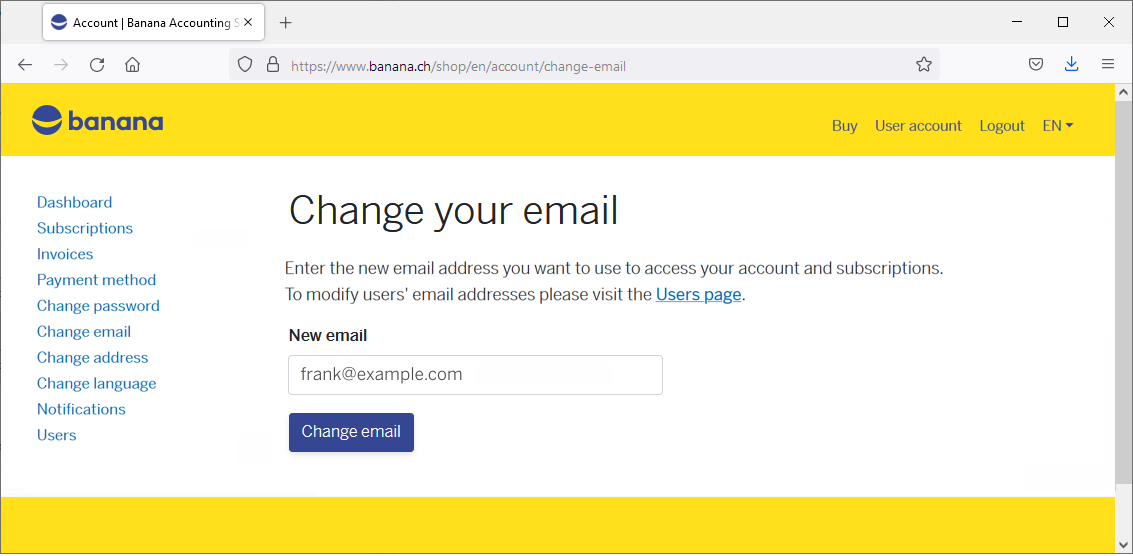 Account | Banana Accounting S
https://www.banana.ch/shop/en/account/change-email
banana
Buy User account Logout EN
Dashboard
Subscriptions
Invoices
Payment method
Change password
Change email
Change address
Change language
Notifications
Users
Change your email
Enter the new email address you want to use to access your account and subscriptions.
To modify users' email addresses please visit the Users page.
New email
frank@example.com
Change email